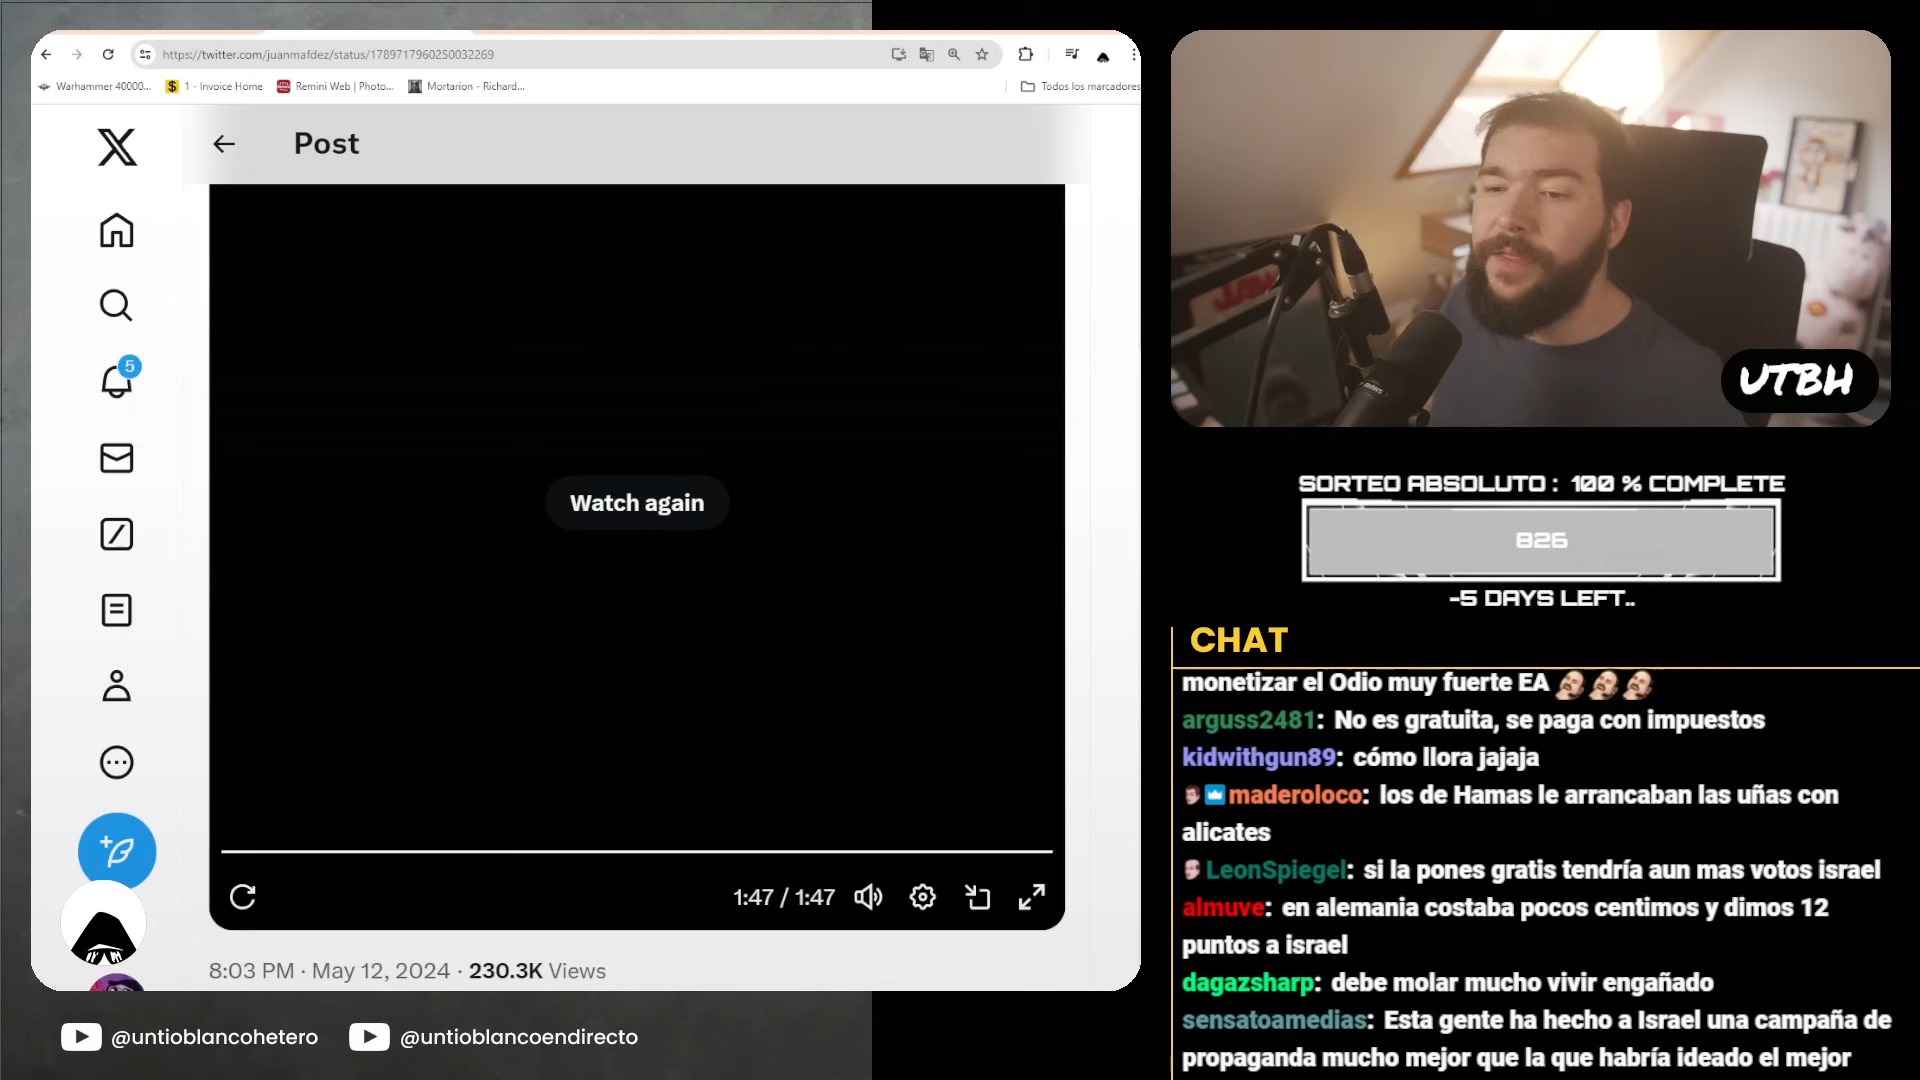 https://twitter.com/juanmafdez/status/1789717960250032269
Warhammer 40000...
$ 1 - Invoice Home
Remini Web | Photo...
Mortarion - Richard...
Todos los marcadores
Post
5
Watch again
1:47 / 1:47
8:03 PM · May 12, 2024 · 230.3K Views
@untioblancohetero
@untioblancoendirecto
UTBH
SORTEO ABSOLUTO : 100 % COMPLETE
826
-5 DAYS LEFT..
CHAT
monetizar el Odio muy fuerte EA
arguss2481: No es gratuita, se paga con impuestos
kidwithgun89: cómo llora jajaja
maderoloco: los de Hamas le arrancaban las uñas con
alicates
LeonSpiegel: si la pones gratis tendría aun mas votos israel
almuve: en alemania costaba pocos centimos y dimos 12
puntos a israel
dagazsharp: debe molar mucho vivir engañado
sensatoamedias: Esta gente ha hecho a Israel una campaña de
propaganda mucho mejor que la que habría ideado el mejor